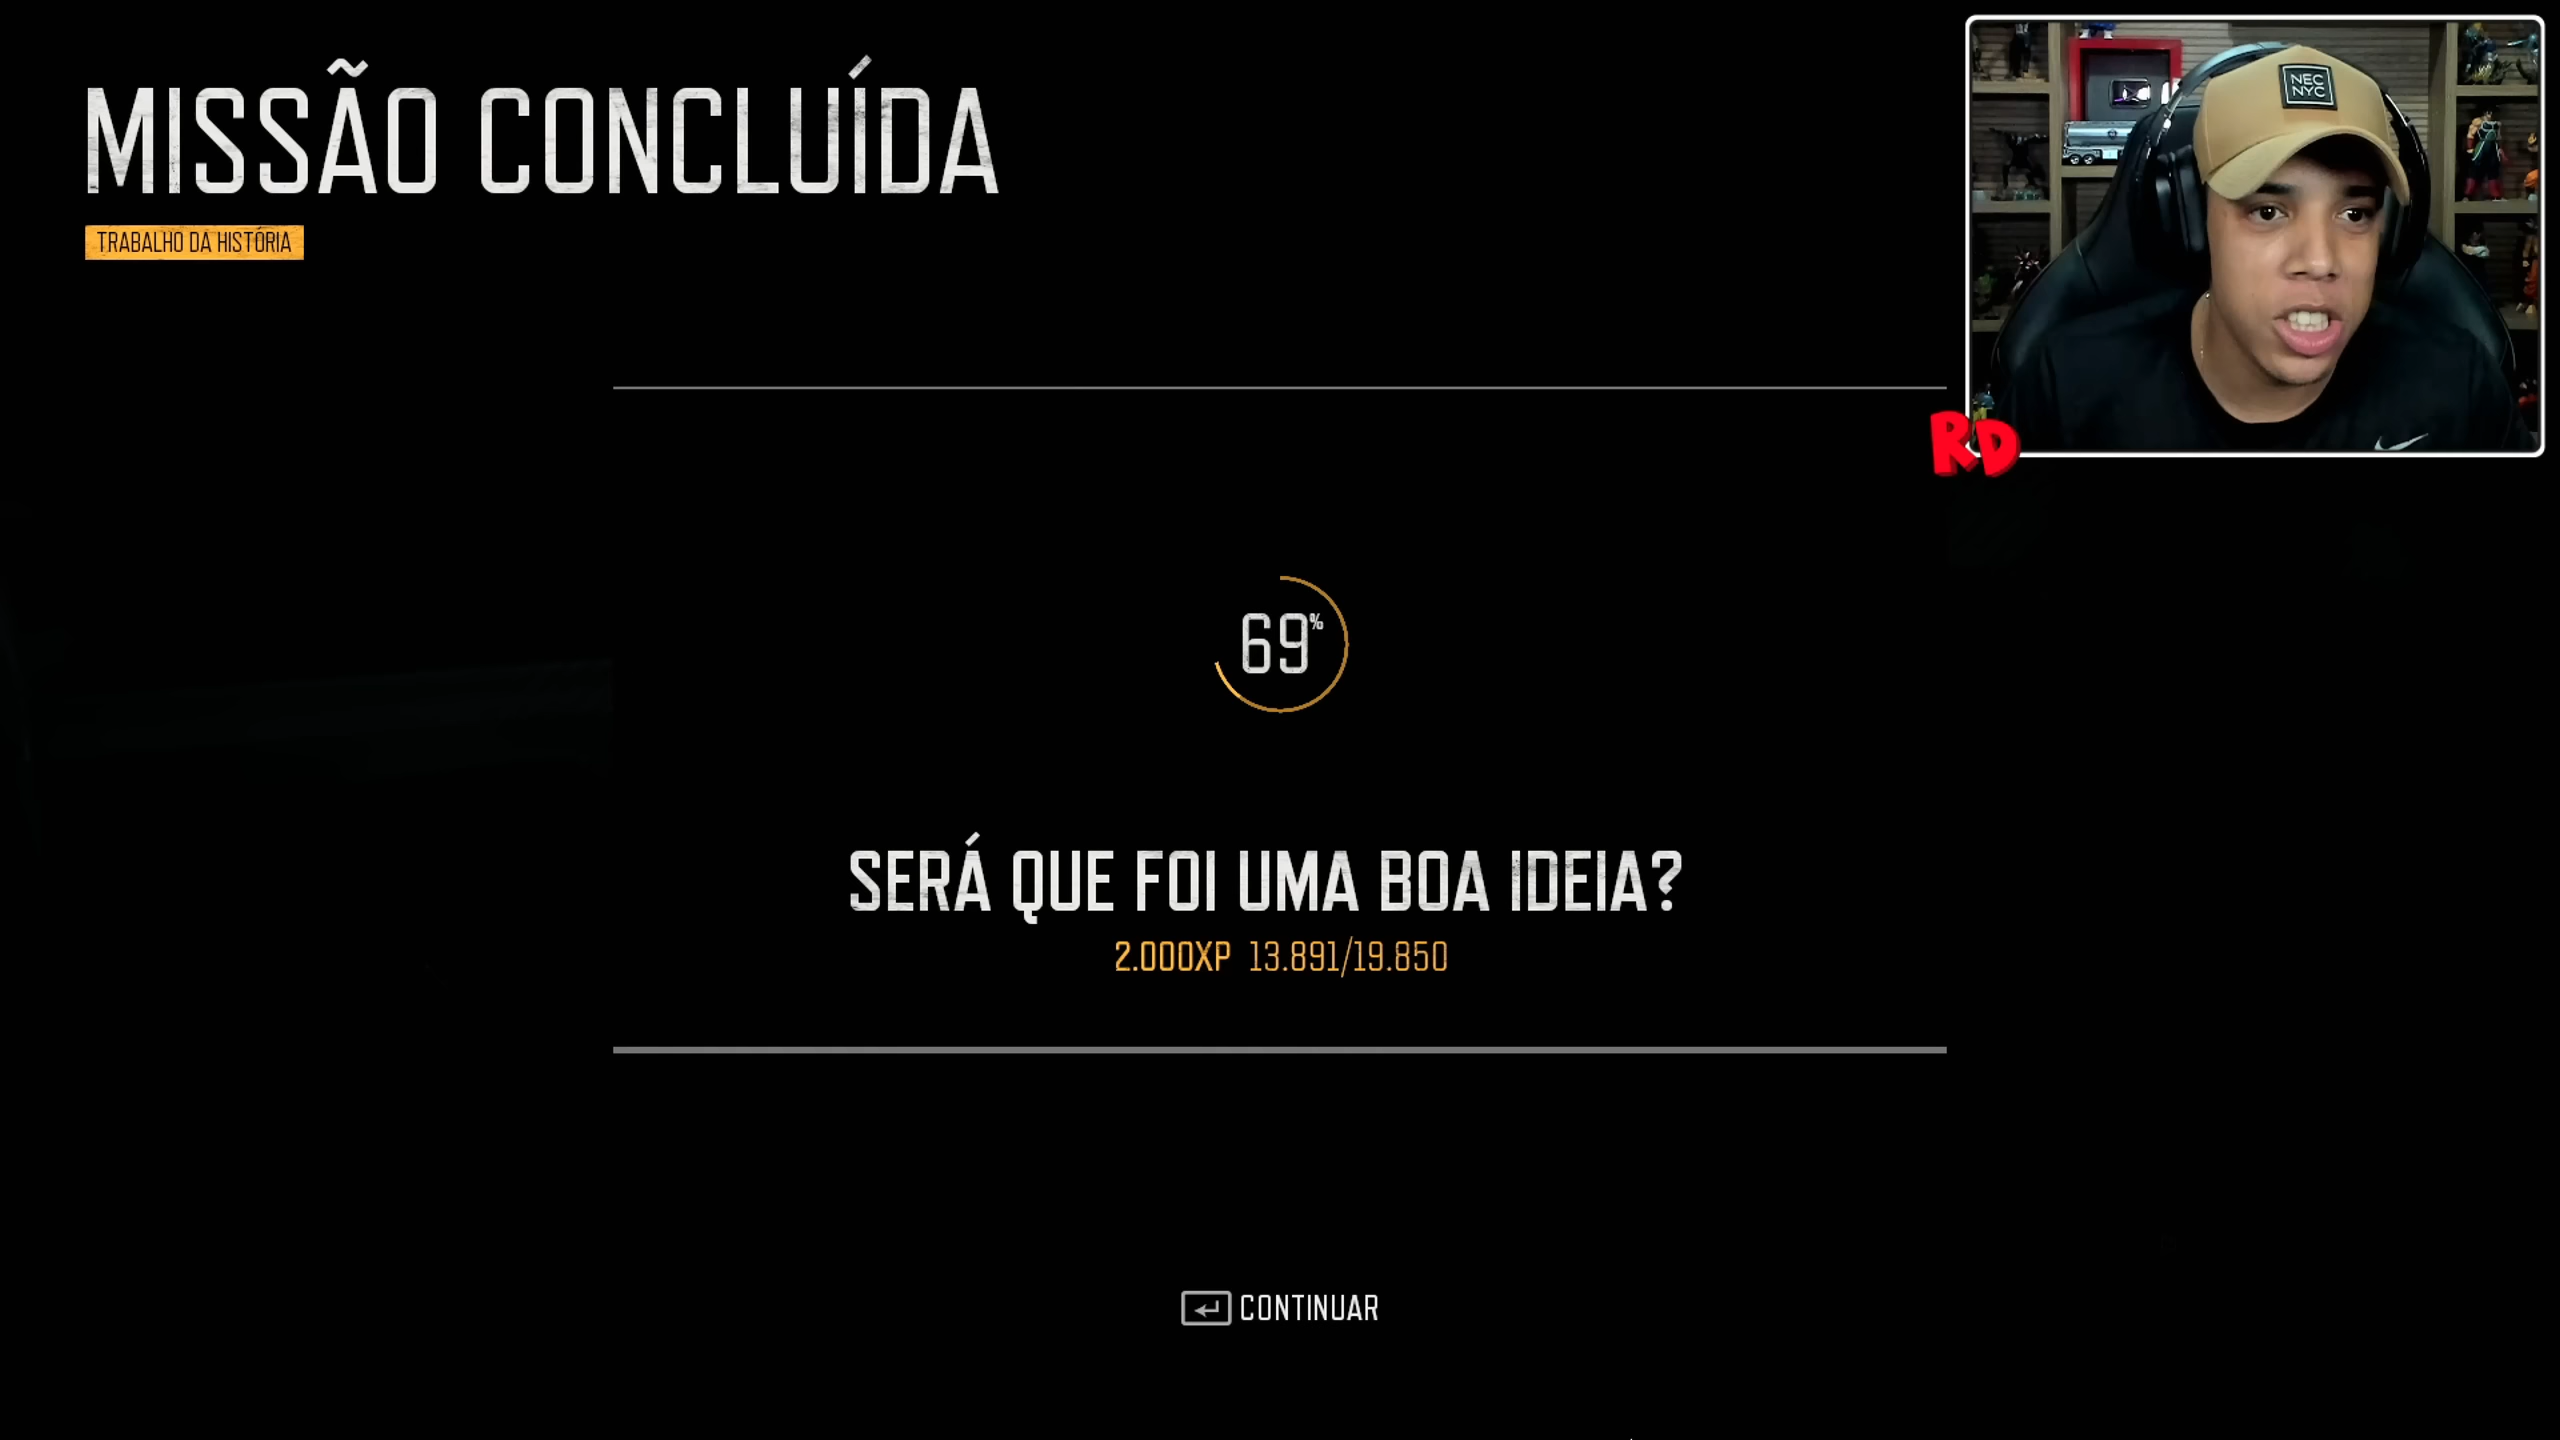 MISSÃO CONCLUÍDA
TRABALHO DA HISTÓRIA
NEC
NYC
RD
69%
SERÁ QUE FOI UMA BOA IDEIA?
2.000XP 13.891/19.850
CONTINUAR